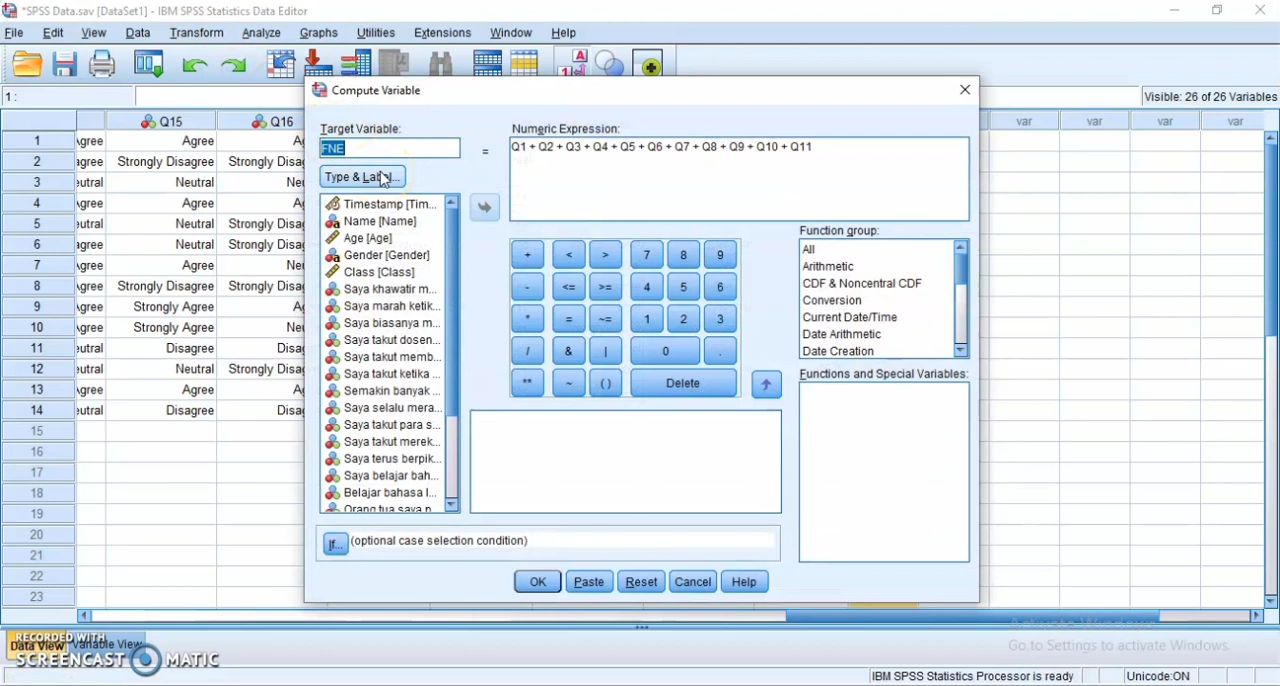 *SPSS Data.sav [DataSet1] - IBM SPSS Statistics Data Editor
File Edit View Data Transform Analyze Graphs Utilities Extensions Window Help
1 :
Visible: 26 of 26 Variables
Compute Variable
Target Variable:
FNE
=
Type & Label...
Numeric Expression:
Q1 + Q2 + Q3 + Q4 + Q5 + Q6 + Q7 + Q8 + Q9 + Q10 + Q11
Timestamp [Tim...
Name [Name]
Age [Age]
Gender [Gender]
Class [Class]
Saya khawatir m...
Saya marah ketik...
Saya biasanya m...
Saya takut dosen...
Saya takut memb...
Saya takut ketika ...
Semakin banyak ...
Saya selalu mera...
Saya takut para s...
Saya takut merek...
Saya terus berpik...
Saya belajar bah...
Belajar bahasa I...
Orang tua saya p...
+ < > 7 8 9
- <= >= 4 5 6
* = ~= 1 2 3
/ & | 0 .
** ~ ( ) Delete
Function group:
All
Arithmetic
CDF & Noncentral CDF
Conversion
Current Date/Time
Date Arithmetic
Date Creation
Functions and Special Variables:
If... (optional case selection condition)
OK Paste Reset Cancel Help
Q15 Q16 var var var var
1 Agree
2 Strongly Disagree
3 Neutral
4 Agree
5 Neutral
6 Neutral
7 Agree
8 Strongly Disagree
9 Strongly Agree
10 Strongly Agree
11 Disagree
12 Neutral
13 Agree
14 Disagree
15
16
17
18
19
20
21
22
23
Data View Variable View
RECORDED WITH
SCREENCAST MATIC
Activate Windows
Go to Settings to activate Windows.
IBM SPSS Statistics Processor is ready Unicode:ON